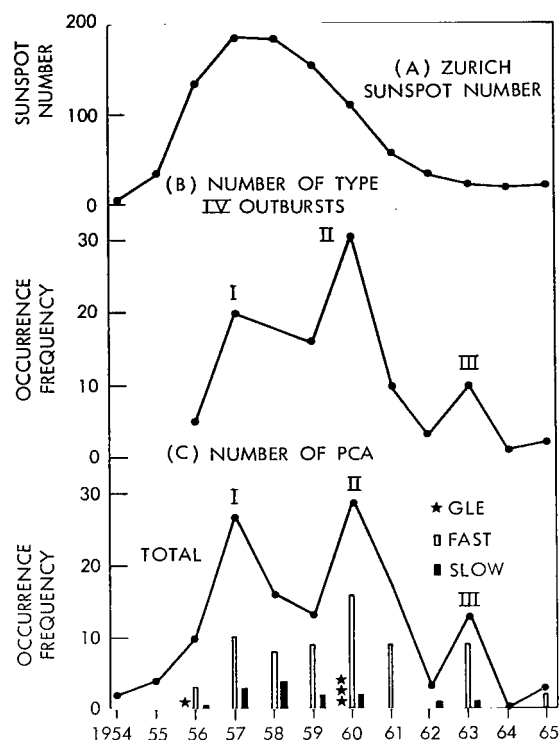 200
100
0
SUNSPOT
NUMBER
(A) ZURICH
SUNSPOT NUMBER
(B) NUMBER OF TYPE
IV OUTBURSTS
30
20
10
0
OCCURRENCE
FREQUENCY
I
II
III
(C) NUMBER OF PCA
30
20
10
0
OCCURRENCE
FREQUENCY
TOTAL
I
II
III
★ GLE
FAST
SLOW
1954 55 56 57 58 59 60 61 62 63 64 65